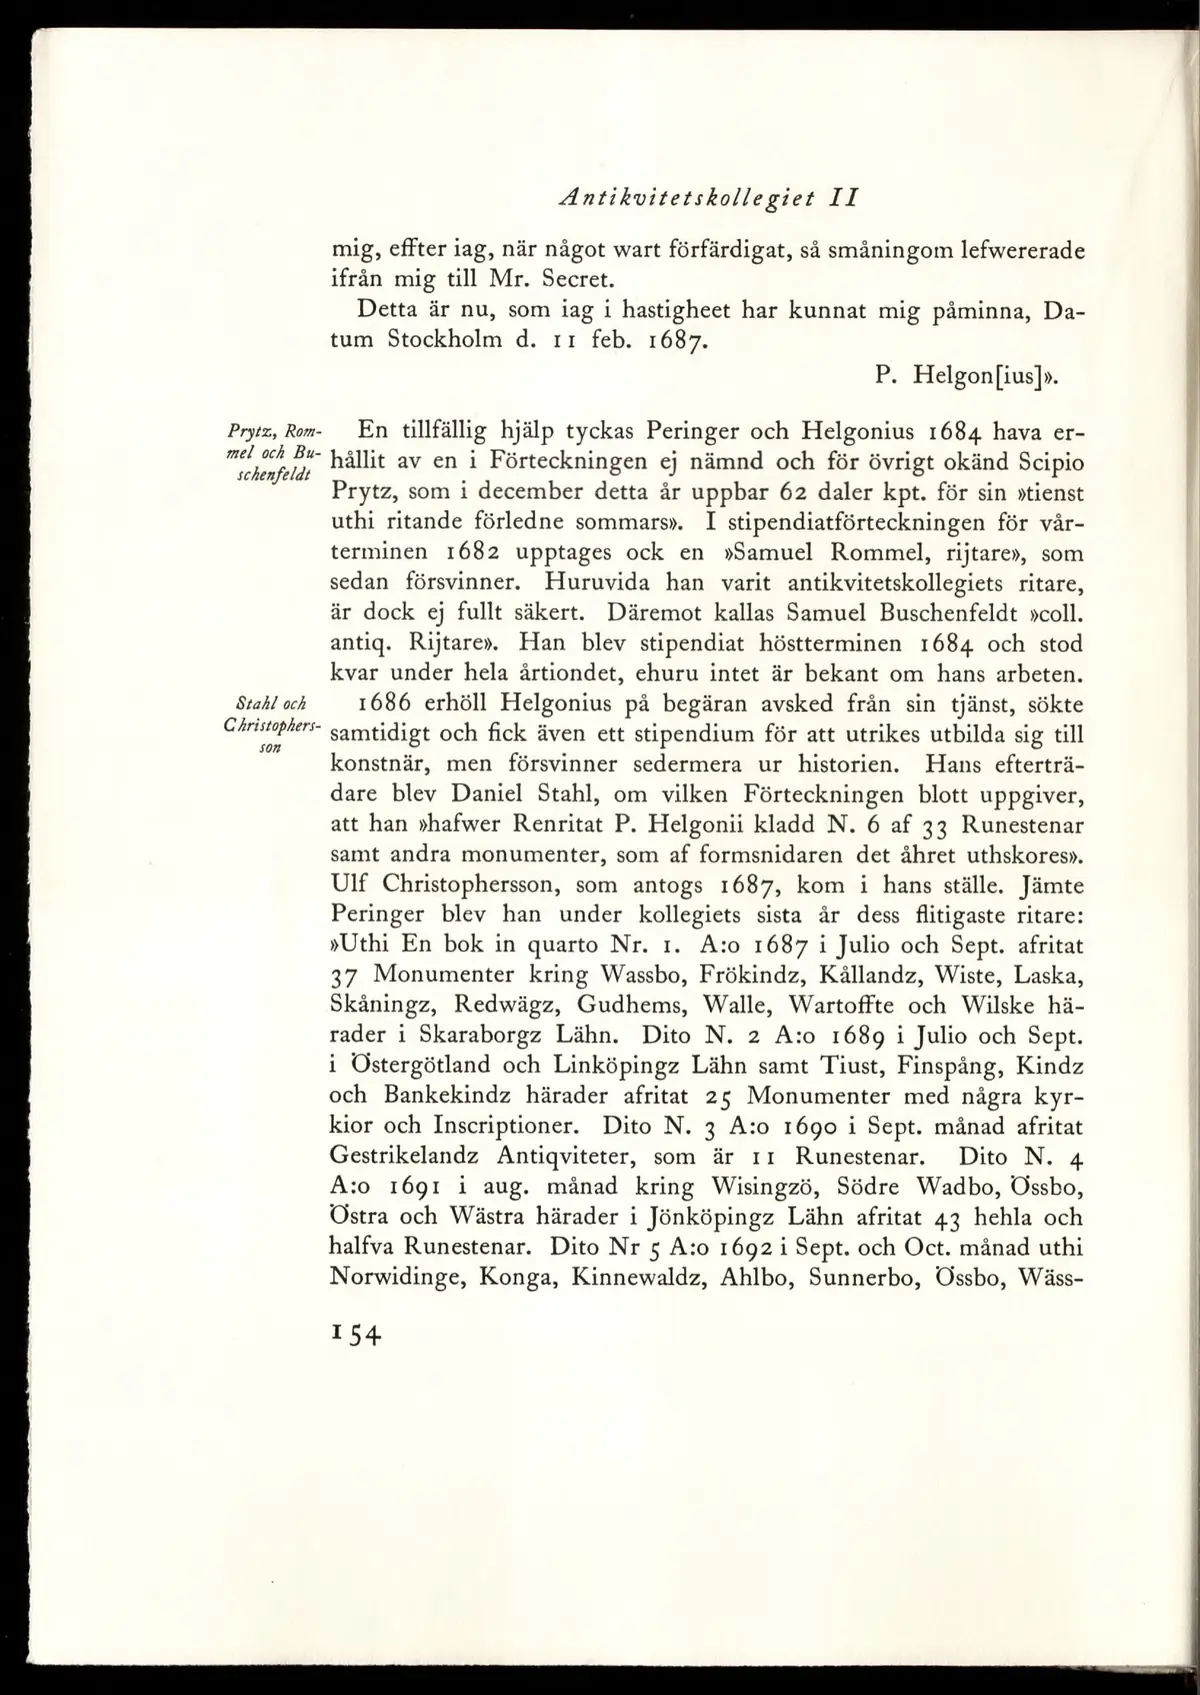 Antikvitetskollegiet II
mig, effter iag, när något wart förfärdigat, så småningom lefwererade
ifrån mig till Mr. Secret.
Detta är nu, som iag i hastigheet har kunnat mig påminna, Da-
tum Stockholm d. 11 feb. 1687.
P. Helgon[ius]».
Prytz, Rom-
mel och Bu-
schenfeldt
En tillfällig hjälp tyckas Peringer och Helgonius 1684 hava er-
hållit av en i Förteckningen ej nämnd och för övrigt okänd Scipio
Prytz, som i december detta år uppbar 62 daler kpt. för sin »tienst
uthi ritande förledne sommars». I stipendiatförteckningen för vår-
terminen 1682 upptages ock en »Samuel Rommel, rijtare», som
sedan försvinner. Huruvida han varit antikvitetskollegiets ritare,
är dock ej fullt säkert. Däremot kallas Samuel Buschenfeldt »coll.
antiq. Rijtare». Han blev stipendiat höstterminen 1684 och stod
kvar under hela årtiondet, ehuru intet är bekant om hans arbeten.
Stahl och
Christophers-
son
1686 erhöll Helgonius på begäran avsked från sin tjänst, sökte
samtidigt och fick även ett stipendium för att utrikes utbilda sig till
konstnär, men försvinner sedermera ur historien. Hans efterträ-
dare blev Daniel Stahl, om vilken Förteckningen blott uppgiver,
att han »hafwer Renritat P. Helgonii kladd N. 6 af 33 Runestenar
samt andra monumenter, som af formsnidaren det åhret uthskores».
Ulf Christophersson, som antogs 1687, kom i hans ställe. Jämte
Peringer blev han under kollegiets sista år dess flitigaste ritare:
»Uthi En bok in quarto Nr. 1. A:o 1687 i Julio och Sept. afritat
37 Monumenter kring Wassbo, Frökindz, Kållandz, Wiste, Laska,
Skåningz, Redwägz, Gudhems, Walle, Wartoffte och Wilske hä-
rader i Skaraborgz Lähn. Dito N. 2 A:o 1689 i Julio och Sept.
i Östergötland och Linköpingz Lähn samt Tiust, Finspång, Kindz
och Bankekindz härader afritat 25 Monumenter med några kyr-
kior och Inscriptioner. Dito N. 3 A:o 1690 i Sept. månad afritat
Gestrikelandz Antiqviteter, som är 11 Runestenar. Dito N. 4
A:o 1691 i aug. månad kring Wisingzö, Södre Wadbo, Össbo,
Östra och Wästra härader i Jönköpingz Lähn afritat 43 hehla och
halfva Runestenar. Dito Nr 5 A:o 1692 i Sept. och Oct. månad uthi
Norwidinge, Konga, Kinnewaldz, Ahlbo, Sunnerbo, Össbo, Wäss-
154